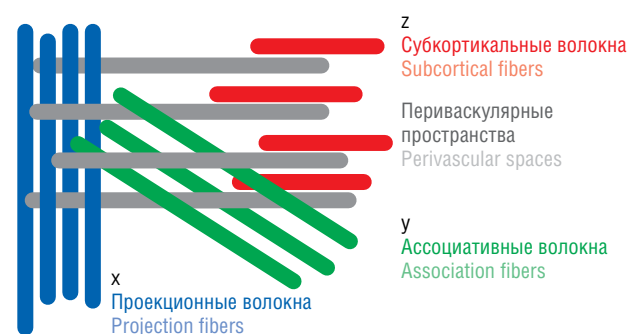 z
Субкортикальные волокна
Subcortical fibers
Периваскулярные
пространства
Perivascular spaces
y
Ассоциативные волокна
Association fibers
x
Проекционные волокна
Projection fibers